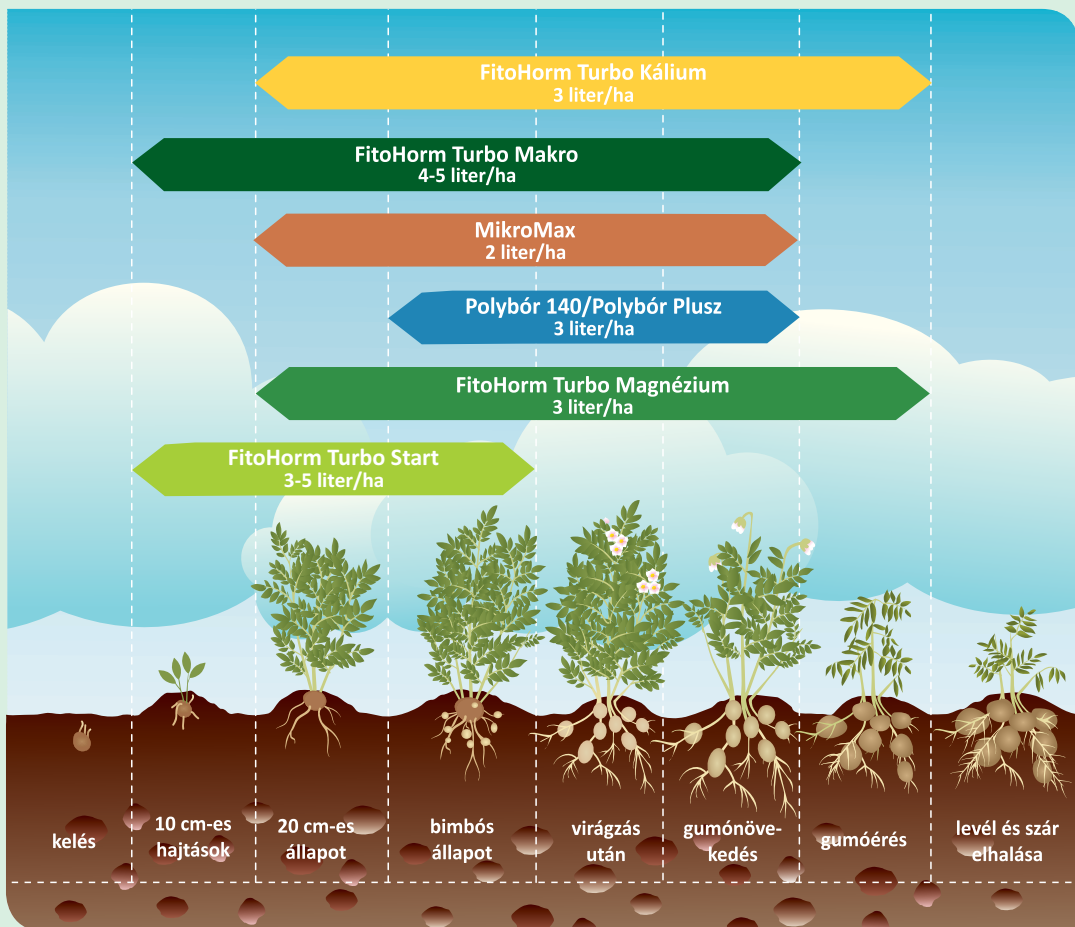 FitoHorm Turbo Kálium
3 liter/ha
FitoHorm Turbo Makro
4-5 liter/ha
MikroMax
2 liter/ha
Polybór 140/Polybór Plusz
3 liter/ha
FitoHorm Turbo Magnézium
3 liter/ha
FitoHorm Turbo Start
3-5 liter/ha
kelés
10 cm-es
hajtások
20 cm-es
állapot
bimbós
állapot
virágzás
után
gumónöve-
kedés
gumóérés
levél és szár
elhalása